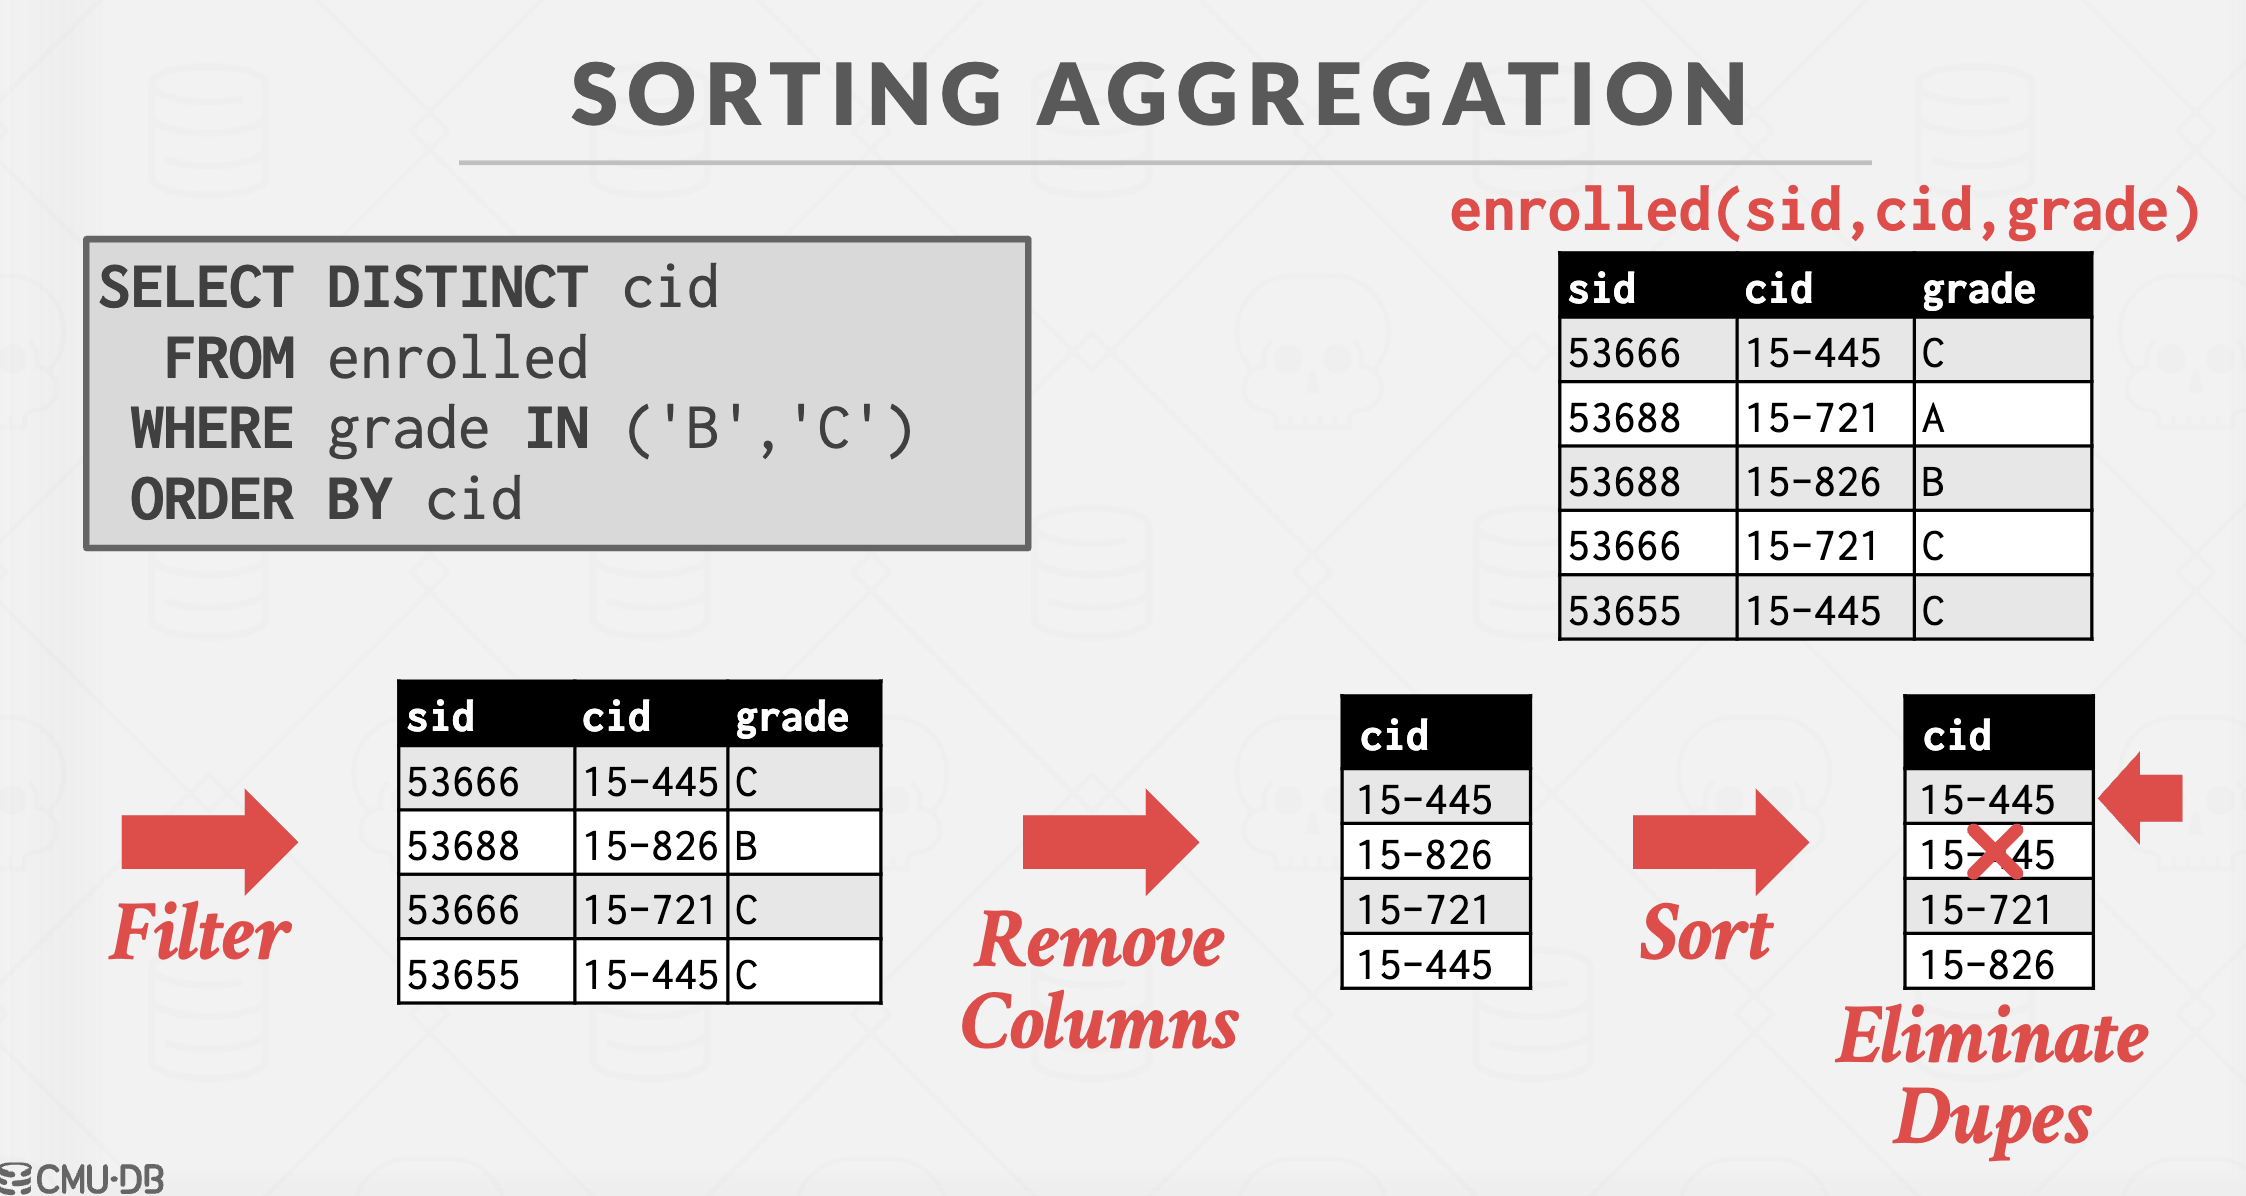 SORTING AGGREGATION
enrolled(sid,cid,grade)
SELECT DISTINCT cid
FROM enrolled
WHERE grade IN ('B','C')
ORDER BY cid
sid cid grade
53666 15-445 C
53688 15-721 A
53688 15-826 B
53666 15-721 C
53655 15-445 C
Filter
sid cid grade
53666 15-445 C
53688 15-826 B
53666 15-721 C
53655 15-445 C
Remove
Columns
cid
15-445
15-826
15-721
15-445
Sort
cid
15-445
15-445
15-721
15-826
Eliminate
Dupes
CMU·DB